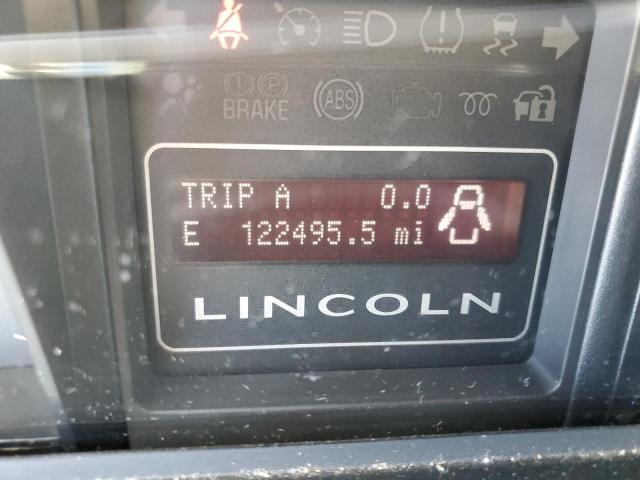 BRAKE
ABS
TRIP A 0.0
E 122495.5 mi
LINCOLN